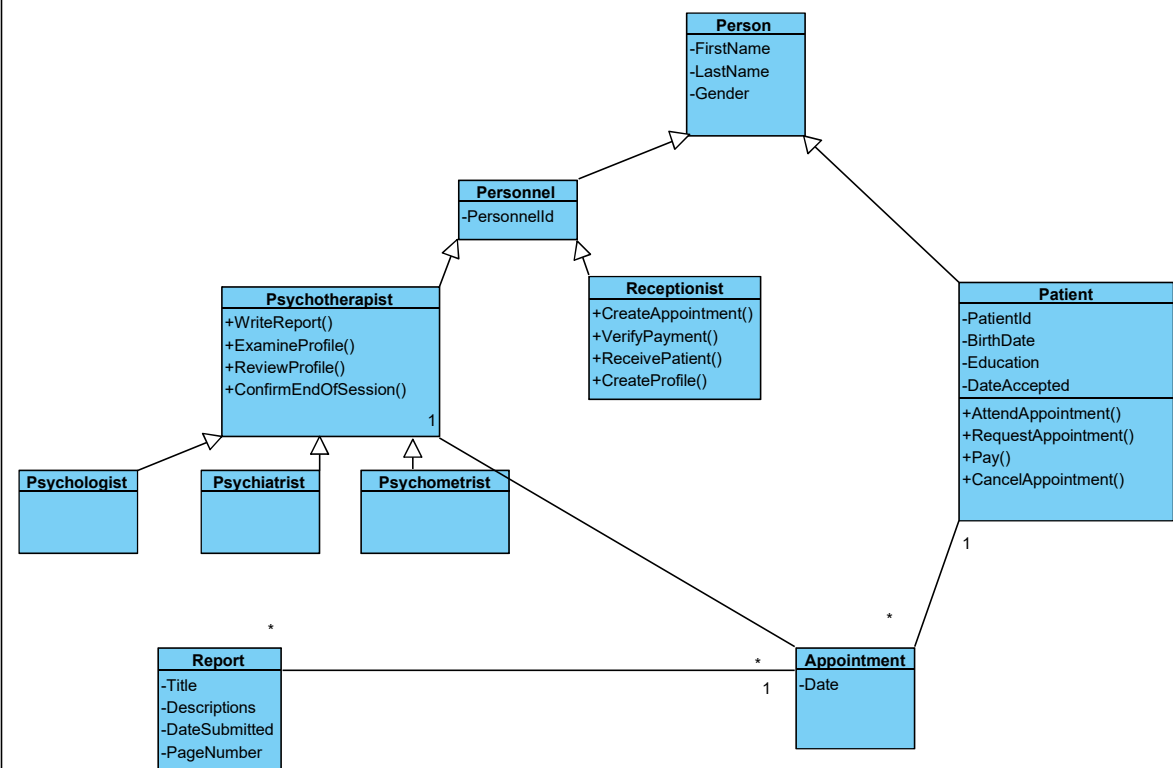 Person
-FirstName
-LastName
-Gender
Personnel
-PersonnelId
Psychotherapist
+WriteReport()
+ExamineProfile()
+ReviewProfile()
+ConfirmEndOfSession()
1
Receptionist
+CreateAppointment()
+VerifyPayment()
+ReceivePatient()
+CreateProfile()
Patient
-PatientId
-BirthDate
-Education
-DateAccepted
+AttendAppointment()
+RequestAppointment()
+Pay()
+CancelAppointment()
1
Psychologist
Psychiatrist
Psychometrist
*
*
Report
-Title
-Descriptions
-DateSubmitted
-PageNumber
*
1
Appointment
-Date